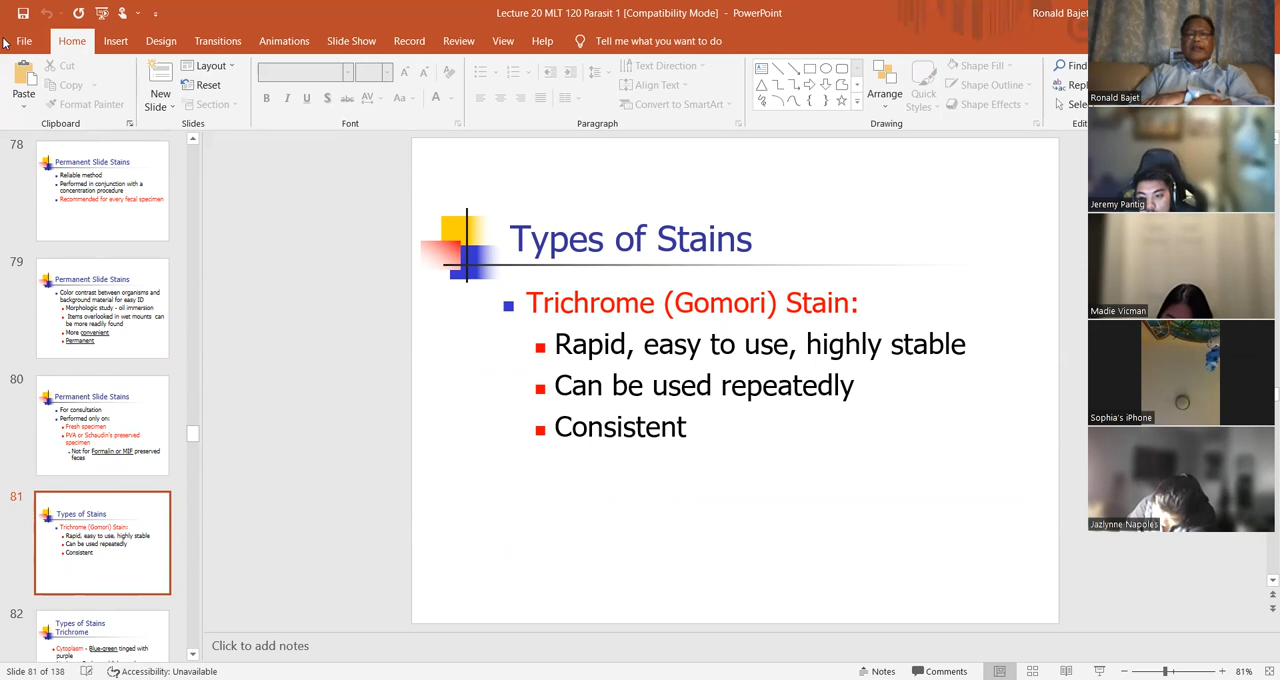 Lecture 20 MLT 120 Parasit 1 [Compatibility Mode] - PowerPoint
Ronald Bajet
File Home Insert Design Slide Show Transitions Animations Slide Show Record Review View Help Tell me what you want to do
Paste
Cut
Copy
Format Painter
Clipboard
New
Slide
Layout
Reset
Section
Slides
B I U S abc AV Aa A
Font
Text Direction
Align Text
Convert to SmartArt
Paragraph
Arrange
Quick
Styles
Shape Fill
Shape Outline
Shape Effects
Drawing
Find
Ronald Bajet
Jeremy Pantig
Madie Vicman
Sophia's iPhone
Jazlynne Napoles
78
Permanent Slide Stains
Reliable method
Performed in conjunction with a
concentration procedure
Recommended for every fecal specimen
79
Permanent Slide Stains
Color contrast between organisms and
background material for easy ID
Morphologic study - oil immersion
Items overlooked in wet mounts can
be more readily found
More convenient
Permanent
80
Permanent Slide Stains
For consultation
Performed only on:
Fresh specimen
PVA or Schaudin's preserved
specimen
Not for Formalin or MIF preserved
feces
81
Types of Stains
Trichrome (Gomori) Stain:
Rapid, easy to use, highly stable
Can be used repeatedly
Consistent
82
Types of Stains
Trichrome
Cytoplasm - Blue-green tinged with
purple
Types of Stains
Trichrome (Gomori) Stain:
Rapid, easy to use, highly stable
Can be used repeatedly
Consistent
Click to add notes
Slide 81 of 138
Accessibility: Unavailable
Notes
Comments
81%